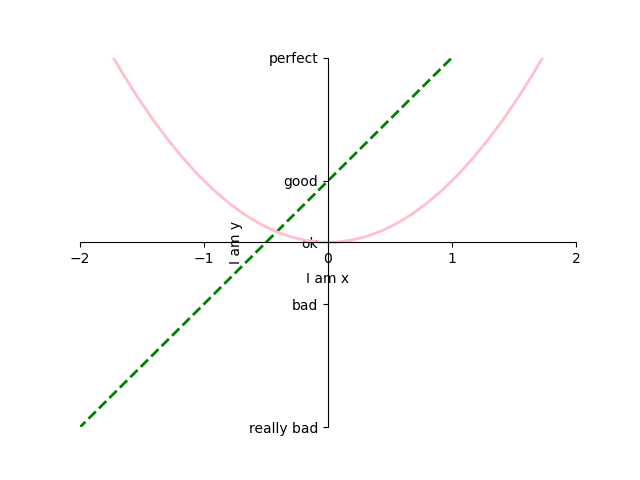 perfect
good
I am y
ok
−2
−1
0
1
2
I am x
bad
really bad